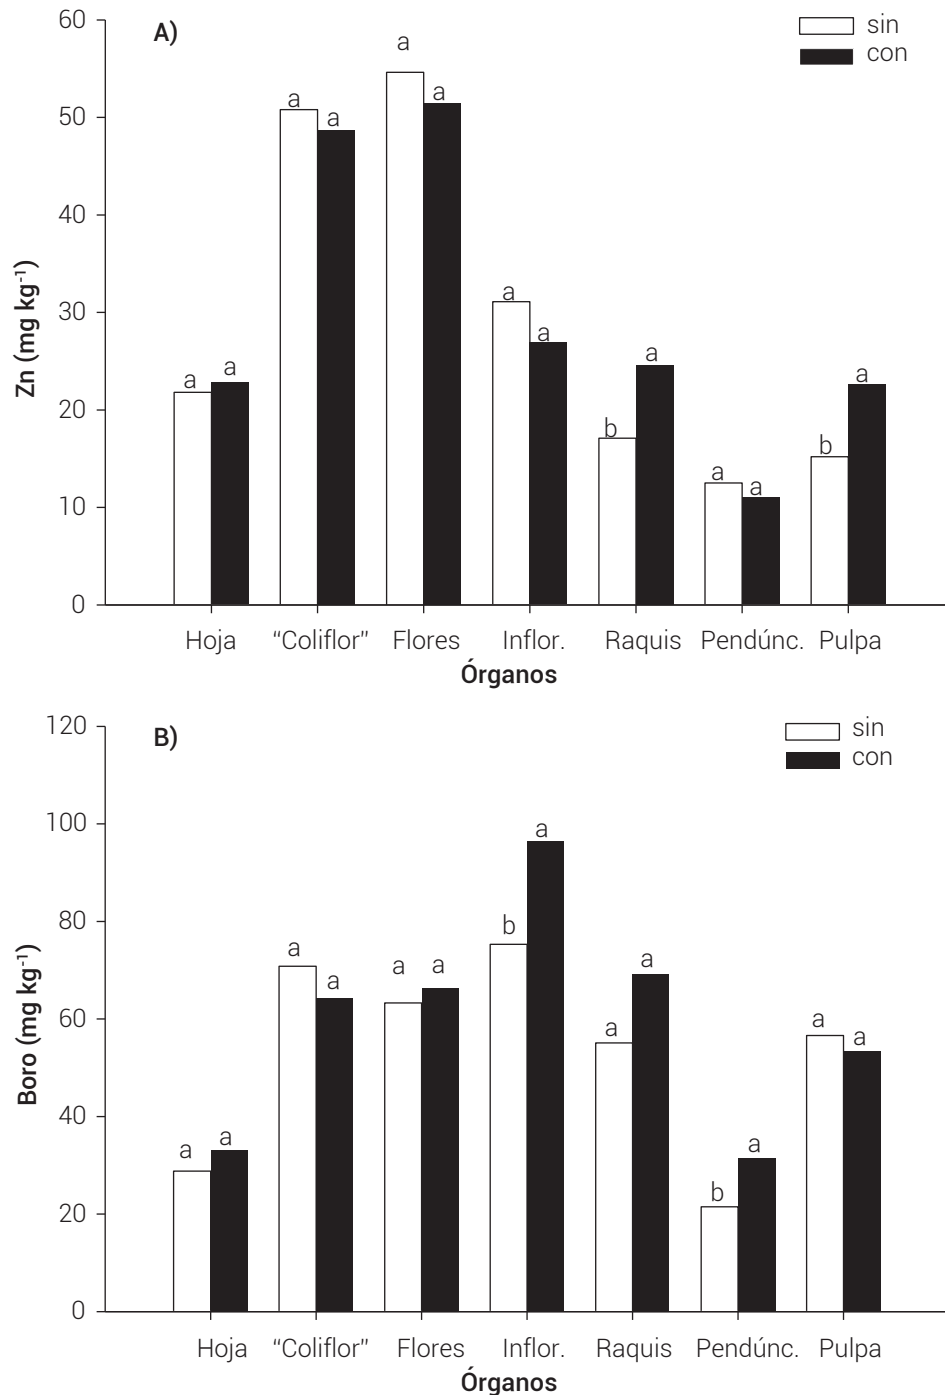 A)
sin
con
60
50
40
30
20
10
0
Zn (mg kg⁻¹)
a a
a a
a a
a a
b a
a a
b a
Hoja "Coliflor" Flores Inflor. Raquis Pendúnc. Pulpa
Órganos
B)
sin
con
120
100
80
60
40
20
0
Boro (mg kg⁻¹)
a a
a a
a a
b a
a a
b a
a a
Hoja "Coliflor" Flores Inflor. Raquis Pendúnc. Pulpa
Órganos